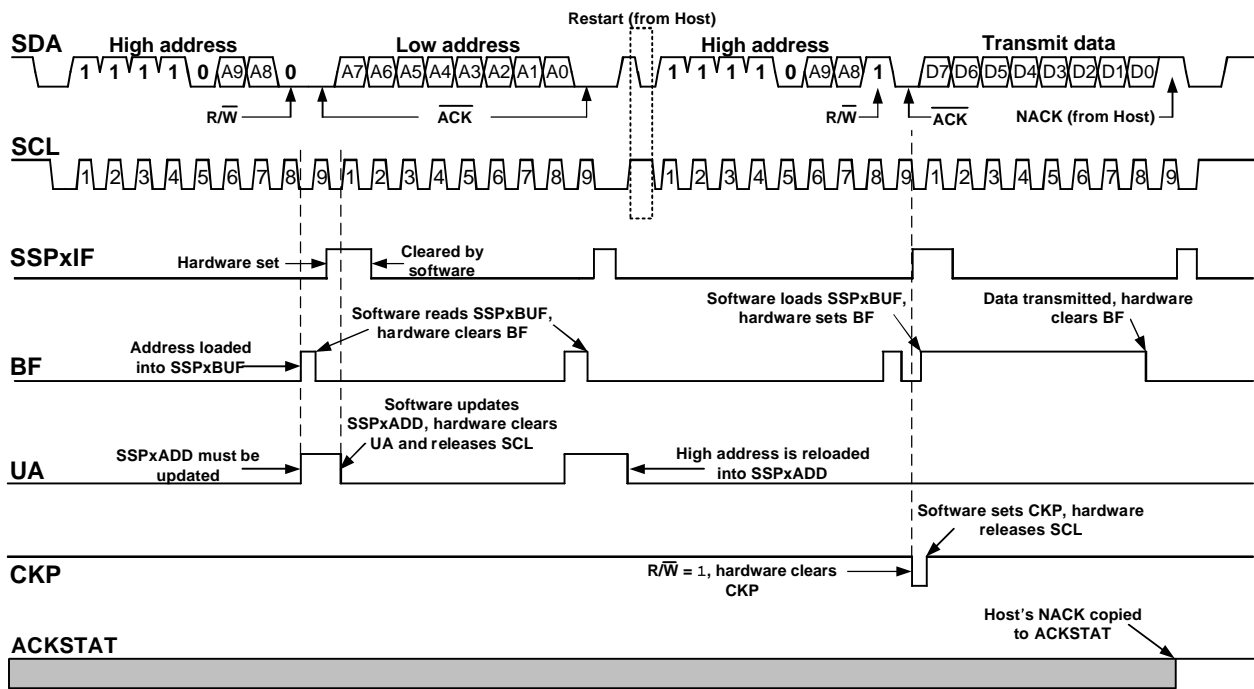 Restart (from Host)
SDA
High address
Low address
High address
Transmit data
1 1 1 1 0 A9 A8 0
A7 A6 A5 A4 A3 A2 A1 A0
1 1 1 1 0 A9 A8 1
D7 D6 D5 D4 D3 D2 D1 D0
R/W
ACK
R/W
ACK
NACK (from Host)
SCL
1 2 3 4 5 6 7 8 9 1 2 3 4 5 6 7 8 9
1 2 3 4 5 6 7 8 9 1 2 3 4 5 6 7 8 9
SSPxIF
Hardware set
Cleared by
software
Software reads SSPxBUF,
hardware clears BF
Software loads SSPxBUF,
hardware sets BF
Data transmitted, hardware
clears BF
BF
Address loaded
into SSPxBUF
Software updates
SSPxADD, hardware clears
UA and releases SCL
UA
SSPxADD must be
updated
High address is reloaded
into SSPxADD
Software sets CKP, hardware
releases SCL
CKP
R/W = 1, hardware clears
CKP
Host's NACK copied
to ACKSTAT
ACKSTAT